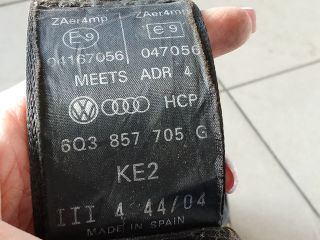 ZAer4mp ZAer4mp
E9 e9
04167056 047056
MEETS ADR 4
HCP
6Q3 857 705 G
KE2
III 4 44/04
MADE IN SPAIN